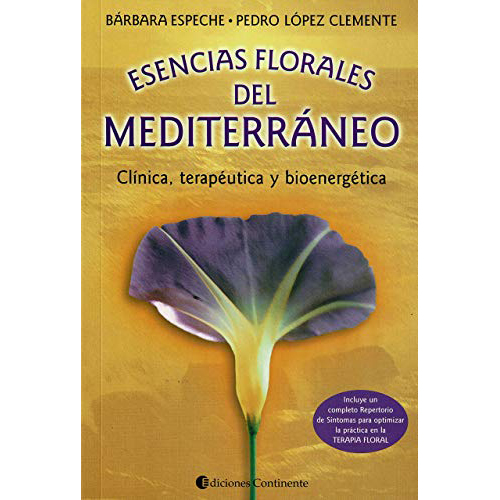 BÁRBARA ESPECHE • PEDRO LÓPEZ CLEMENTE
ESENCIAS FLORALES
DEL
MEDITERRÁNEO
Clínica, terapéutica y bioenergética
Incluye un
completo Repertorio
de Síntomas para optimizar
la práctica en la
TERAPIA FLORAL
Ediciones Continente